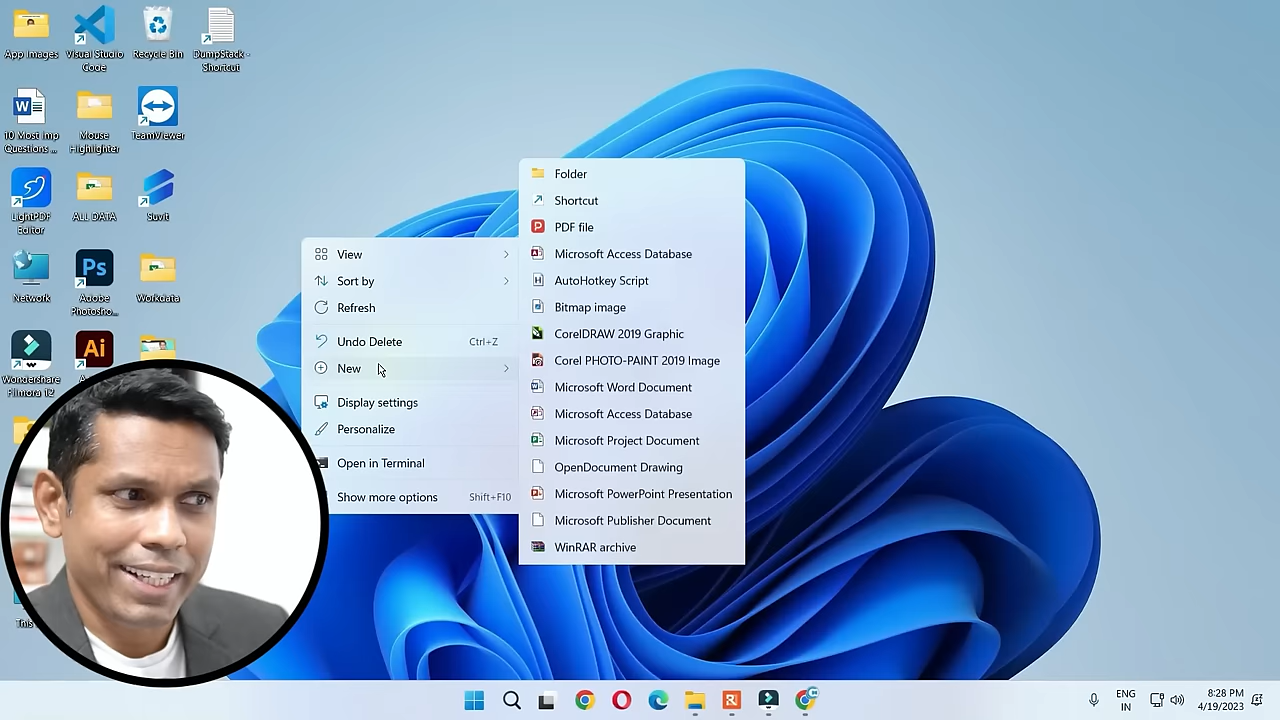 App Images
Visual Studio
Code
Recycle Bin
DumpStack -
Shortcut
10 Most Imp
Questions ...
Mouse
Highlighter
TeamViewer
LightPDF
Editor
ALL DATA
Suvit
Network
Adobe
Photosho...
Workdata
Wondershare
Filmora 12
View
Sort by
Refresh
Undo Delete Ctrl+Z
New
Display settings
Personalize
Open in Terminal
Show more options Shift+F10
Folder
Shortcut
PDF file
Microsoft Access Database
AutoHotkey Script
Bitmap image
CorelDRAW 2019 Graphic
Corel PHOTO-PAINT 2019 Image
Microsoft Word Document
Microsoft Access Database
Microsoft Project Document
OpenDocument Drawing
Microsoft PowerPoint Presentation
Microsoft Publisher Document
WinRAR archive
This
ENG
IN
8:28 PM
4/19/2023